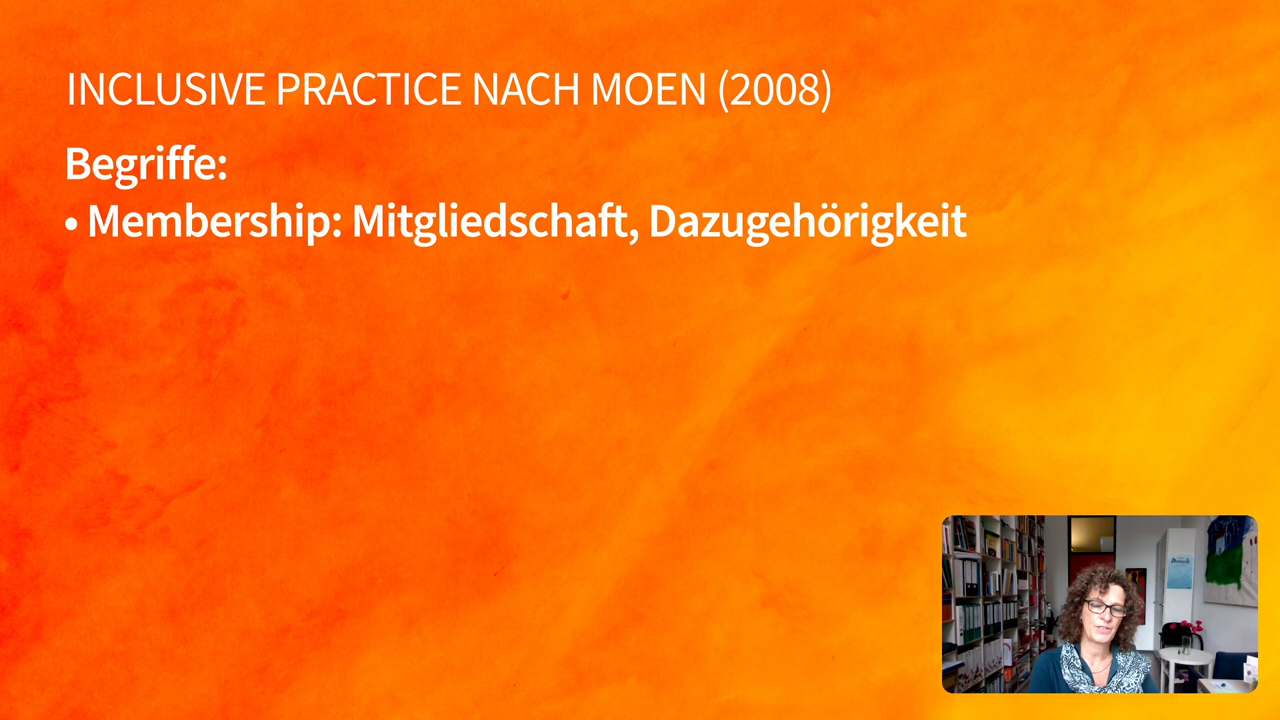 INCLUSIVE PRACTICE NACH MOEN (2008)
Begriffe:
• Membership: Mitgliedschaft, Dazugehörigkeit